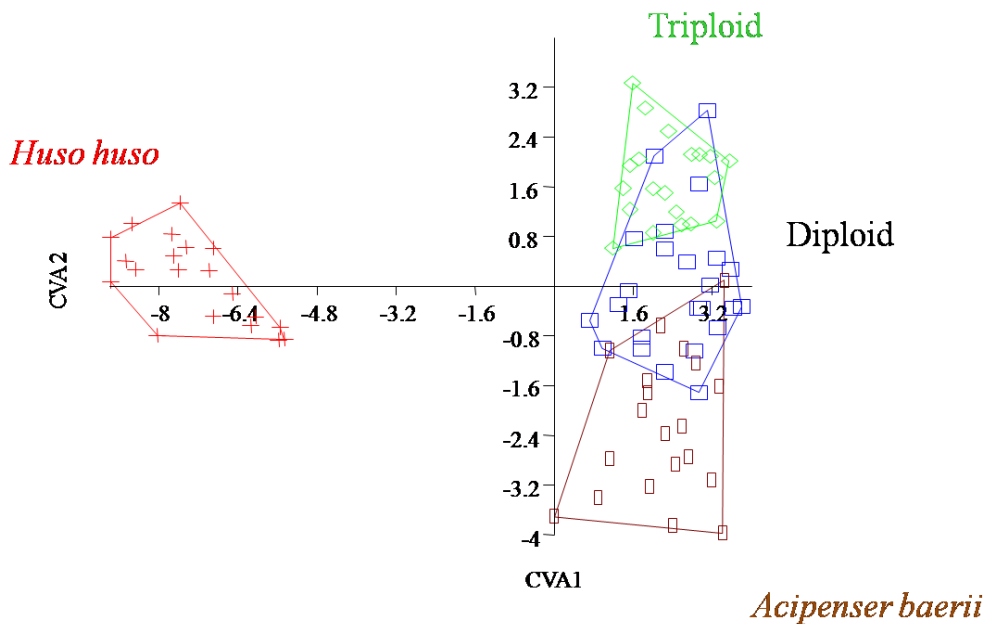 Triploid
3.2
2.4
Huso huso
1.6
0.8
Diploid
CVA2
-8 -6.4 -4.8 -3.2 -1.6 1.6 3.2
-0.8
-1.6
-2.4
-3.2
-4
CVA1
Acipenser baerii